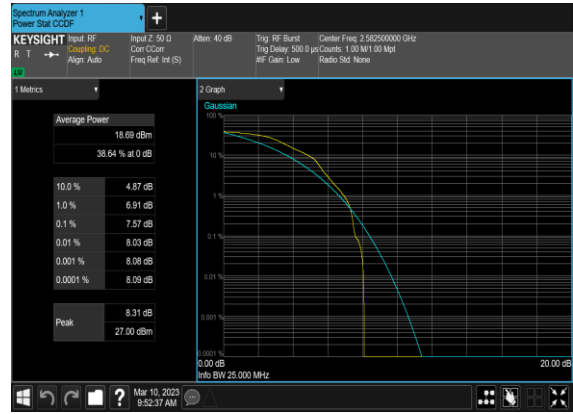 Spectrum Analyzer 1
Power Stat CCDF
KEYSIGHT
R T
LU
Input: RF
Coupling: DC
Align: Auto
Input Z: 50 Ω
Corr CCorr
Freq Ref: Int (S)
Atten: 40 dB
Trig: RF Burst
Trig Delay: 500.0 µs
#IF Gain: Low
Center Freq: 2.582500000 GHz
Counts: 1.00 M/1.00 Mpt
Radio Std: None
1 Metrics
Average Power
18.69 dBm
38.64 % at 0 dB
10.0 % 4.87 dB
1.0 % 6.91 dB
0.1 % 7.57 dB
0.01 % 8.03 dB
0.001 % 8.08 dB
0.0001 % 8.09 dB
Peak
8.31 dB
27.00 dBm
2 Graph
Gaussian
100 %
10 %
1 %
0.1 %
0.01 %
0.001 %
0.0001 %
0.00 dB
20.00 dB
Info BW 25.000 MHz
?
Mar 10, 2023
9:52:37 AM